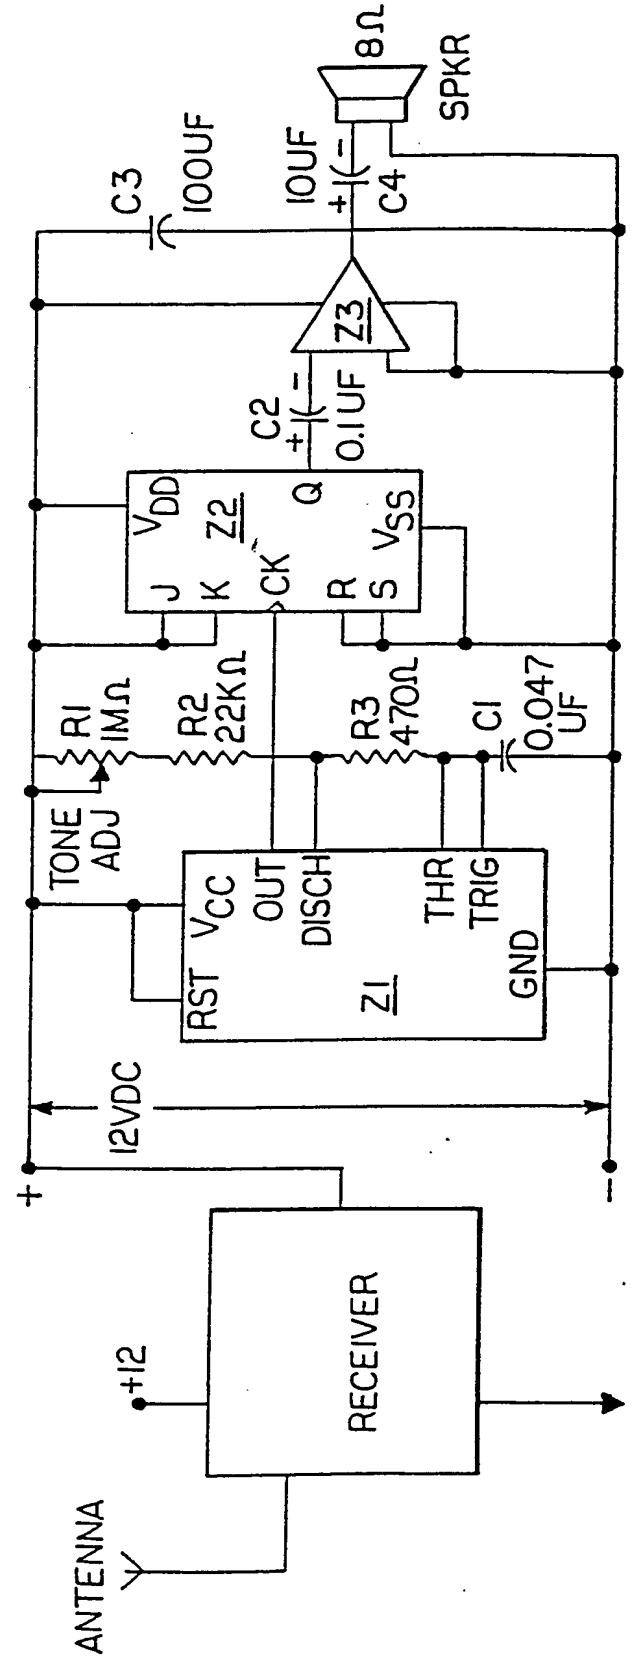 ANTENNA
+12
RECEIVER
+
−
12VDC
TONE
ADJ
R1
1MΩ
R2
22KΩ
R3
470Ω
C1
0.047
UF
RST
VCC
OUT
DISCH
THR
TRIG
GND
Z1
J
K
CK
R
S
VDD
Z2
Q
VSS
C2
+ −
0.1UF
Z3
C3
100UF
10UF
+ −
C4
8Ω
SPKR